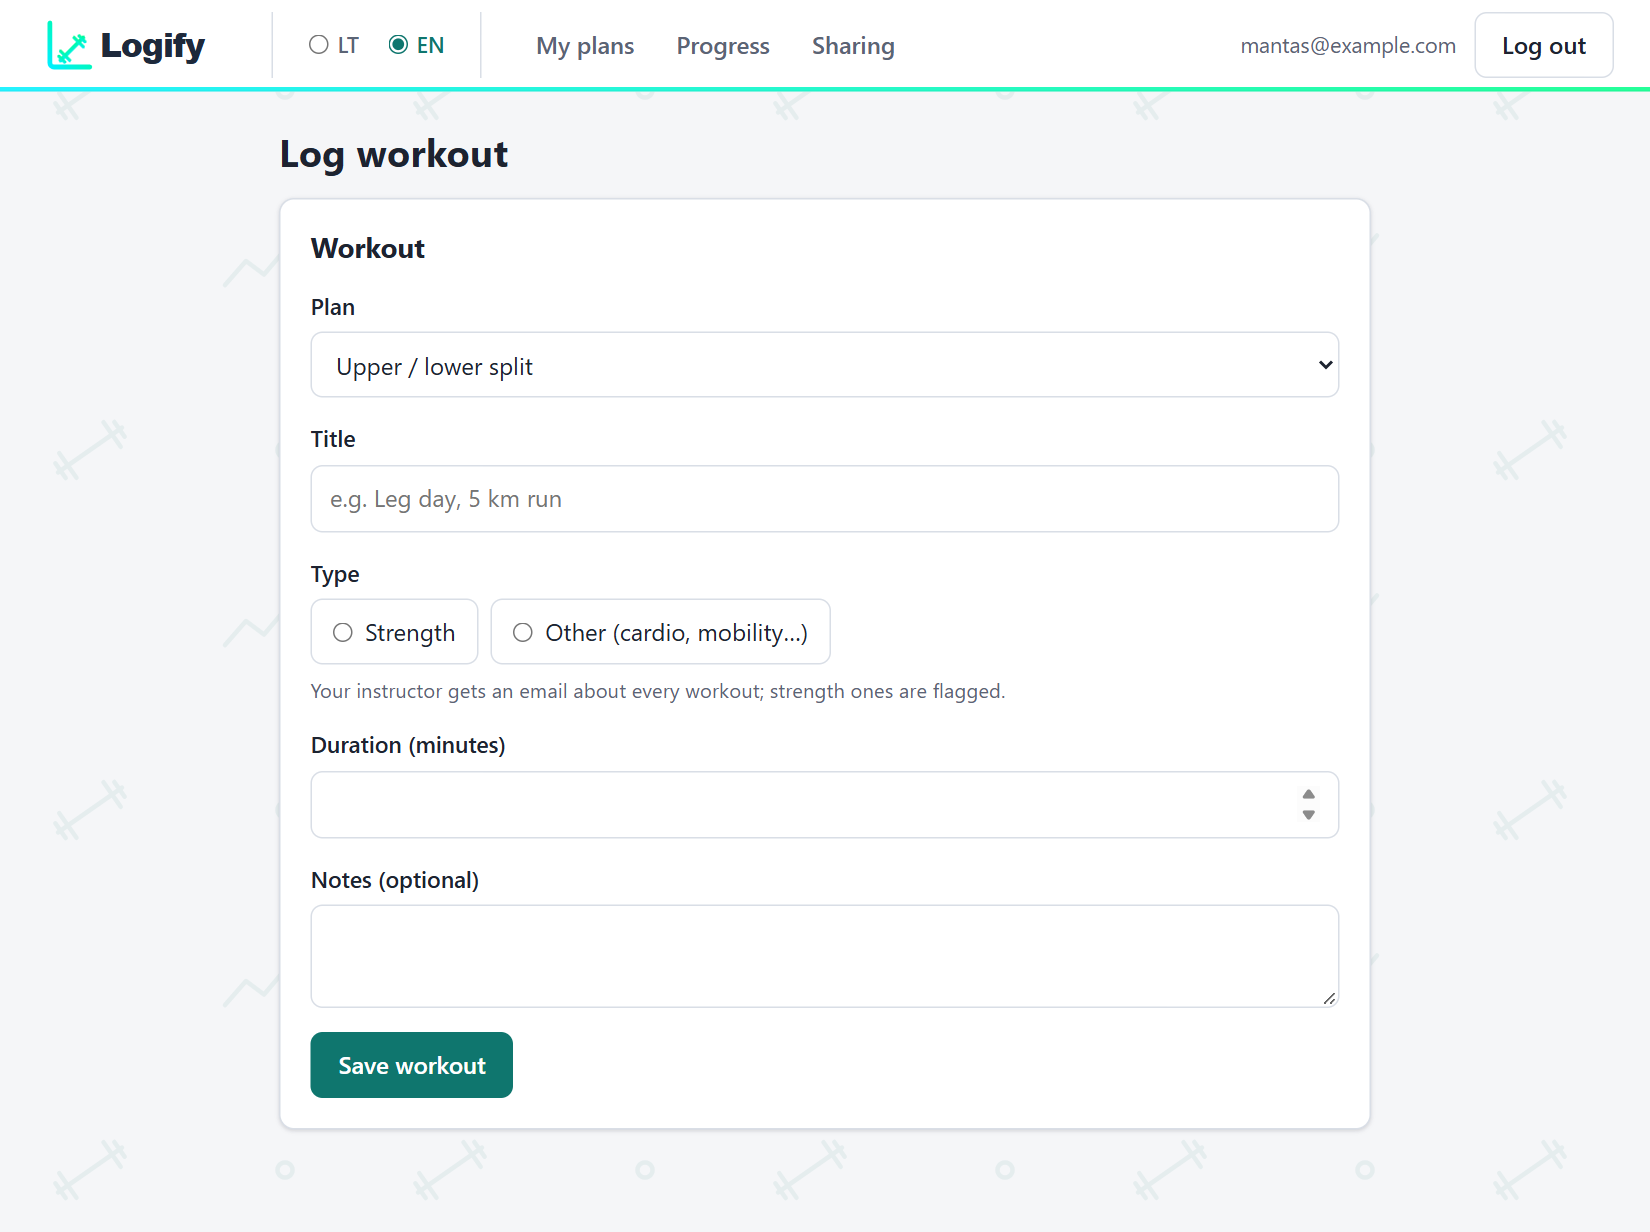 Logify
LT
EN
My plans
Progress
Sharing
mantas@example.com
Log out
Log workout
Workout
Plan
Upper / lower split
Title
e.g. Leg day, 5 km run
Type
Strength
Other (cardio, mobility...)
Your instructor gets an email about every workout; strength ones are flagged.
Duration (minutes)
Notes (optional)
Save workout